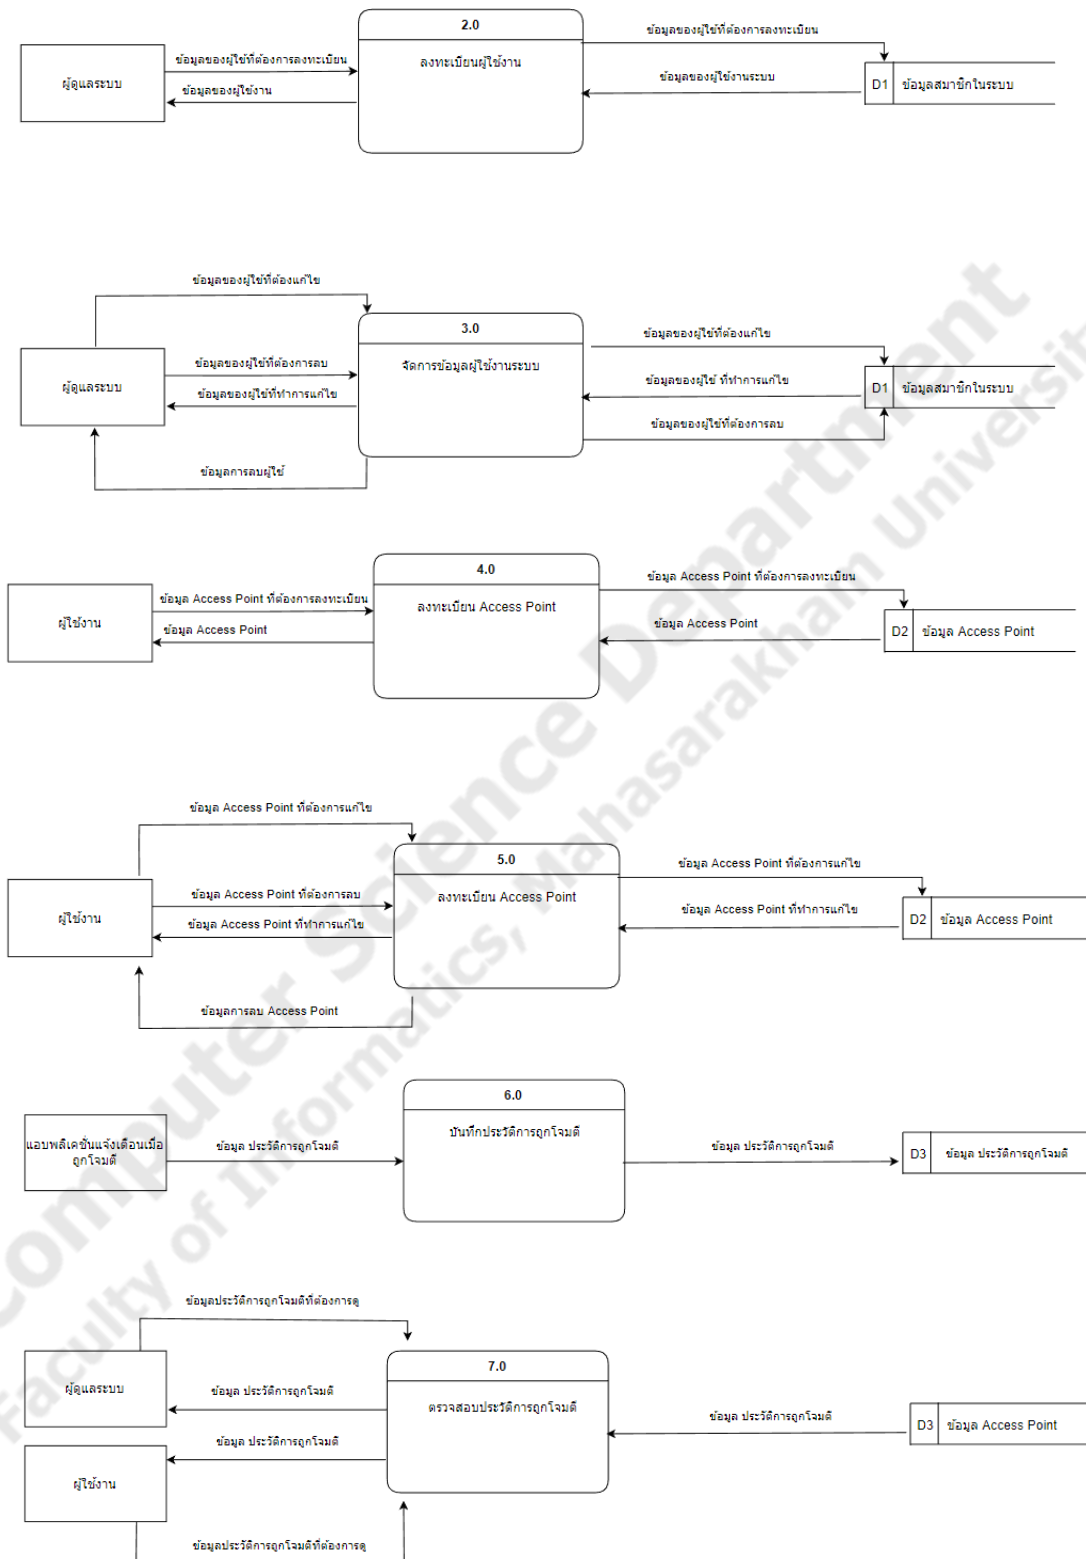 2.0
ข้อมูลของผู้ใช้ที่ต้องการลงทะเบียน
ข้อมูลของผู้ใช้ที่ต้องการลงทะเบียน
ลงทะเบียนผู้ใช้งาน
ผู้ดูแลระบบ
ข้อมูลของผู้ใช้งานระบบ
D1 ข้อมูลสมาชิกในระบบ
ข้อมูลของผู้ใช้งาน
ข้อมูลของผู้ใช้ที่ต้องแก้ไข
3.0
ข้อมูลของผู้ใช้ที่ต้องแก้ไข
ข้อมูลของผู้ใช้ที่ต้องการลบ
จัดการข้อมูลผู้ใช้งานระบบ
ผู้ดูแลระบบ
ข้อมูลของผู้ใช้ ที่ทำการแก้ไข
D1 ข้อมูลสมาชิกในระบบ
ข้อมูลของผู้ใช้ที่ทำการแก้ไข
ข้อมูลของผู้ใช้ที่ต้องการลบ
ข้อมูลการลบผู้ใช้
4.0
ข้อมูล Access Point ที่ต้องการลงทะเบียน
ข้อมูล Access Point ที่ต้องการลงทะเบียน
ลงทะเบียน Access Point
ผู้ใช้งาน
ข้อมูล Access Point
ข้อมูล Access Point
D2 ข้อมูล Access Point
ข้อมูล Access Point ที่ต้องการแก้ไข
5.0
ข้อมูล Access Point ที่ต้องการแก้ไข
ข้อมูล Access Point ที่ต้องการลบ
ลงทะเบียน Access Point
ผู้ใช้งาน
ข้อมูล Access Point ที่ทำการแก้ไข
D2 ข้อมูล Access Point
ข้อมูล Access Point ที่ทำการแก้ไข
ข้อมูลการลบ Access Point
6.0
แอบพลิเคชั่นแจ้งเตือนเมื่อ
ถูกโจมตี
ข้อมูล ประวัติการถูกโจมตี
บันทึกประวัติการถูกโจมตี
ข้อมูล ประวัติการถูกโจมตี
D3 ข้อมูล ประวัติการถูกโจมตี
ข้อมูลประวัติการถูกโจมตีที่ต้องการดู
7.0
ผู้ดูแลระบบ
ข้อมูล ประวัติการถูกโจมตี
ตรวจสอบประวัติการถูกโจมตี
ข้อมูล ประวัติการถูกโจมตี
D3 ข้อมูล Access Point
ข้อมูล ประวัติการถูกโจมตี
ผู้ใช้งาน
ข้อมูลประวัติการถูกโจมตีที่ต้องการดู
Computer Science Department
Faculty of Informatics, Mahasarakham Universit